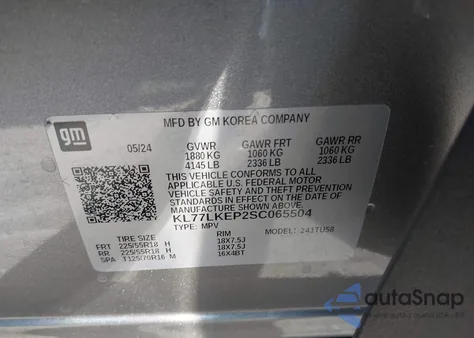 MFD BY GM KOREA COMPANY
gm
05/24 GVWR GAWR FRT GAWR RR
1880 KG 1060 KG 1060 KG
4145 LB 2336 LB 2336 LB
THIS VEHICLE CONFORMS TO ALL
APPLICABLE U.S. FEDERAL MOTOR
VEHICLE SAFETY AND BUMPER
STANDARDS IN EFFECT ON THE DATE
OF MANUFACTURE SHOWN ABOVE.
KL77LKEP2SC065504
TYPE: MPV MODEL:
TIRE SIZE RIM
FRT 225/55R18 H 18X7.5J
RR 225/55R18 H 18X7.5J
SPA T125/70R16 M 16X4BT
autoSnap